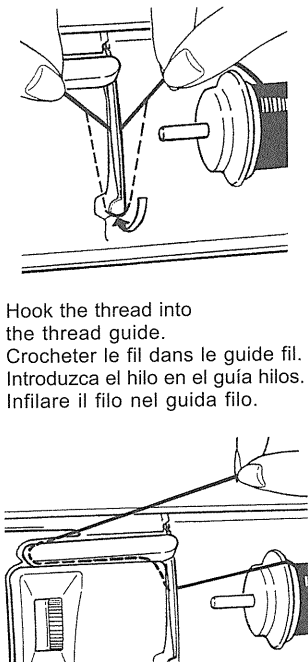 Hook the thread into
the thread guide.
Crocheter le fil dans le guide fil.
Introduzca el hilo en el guía hilos.
Infilare il filo nel guida filo.